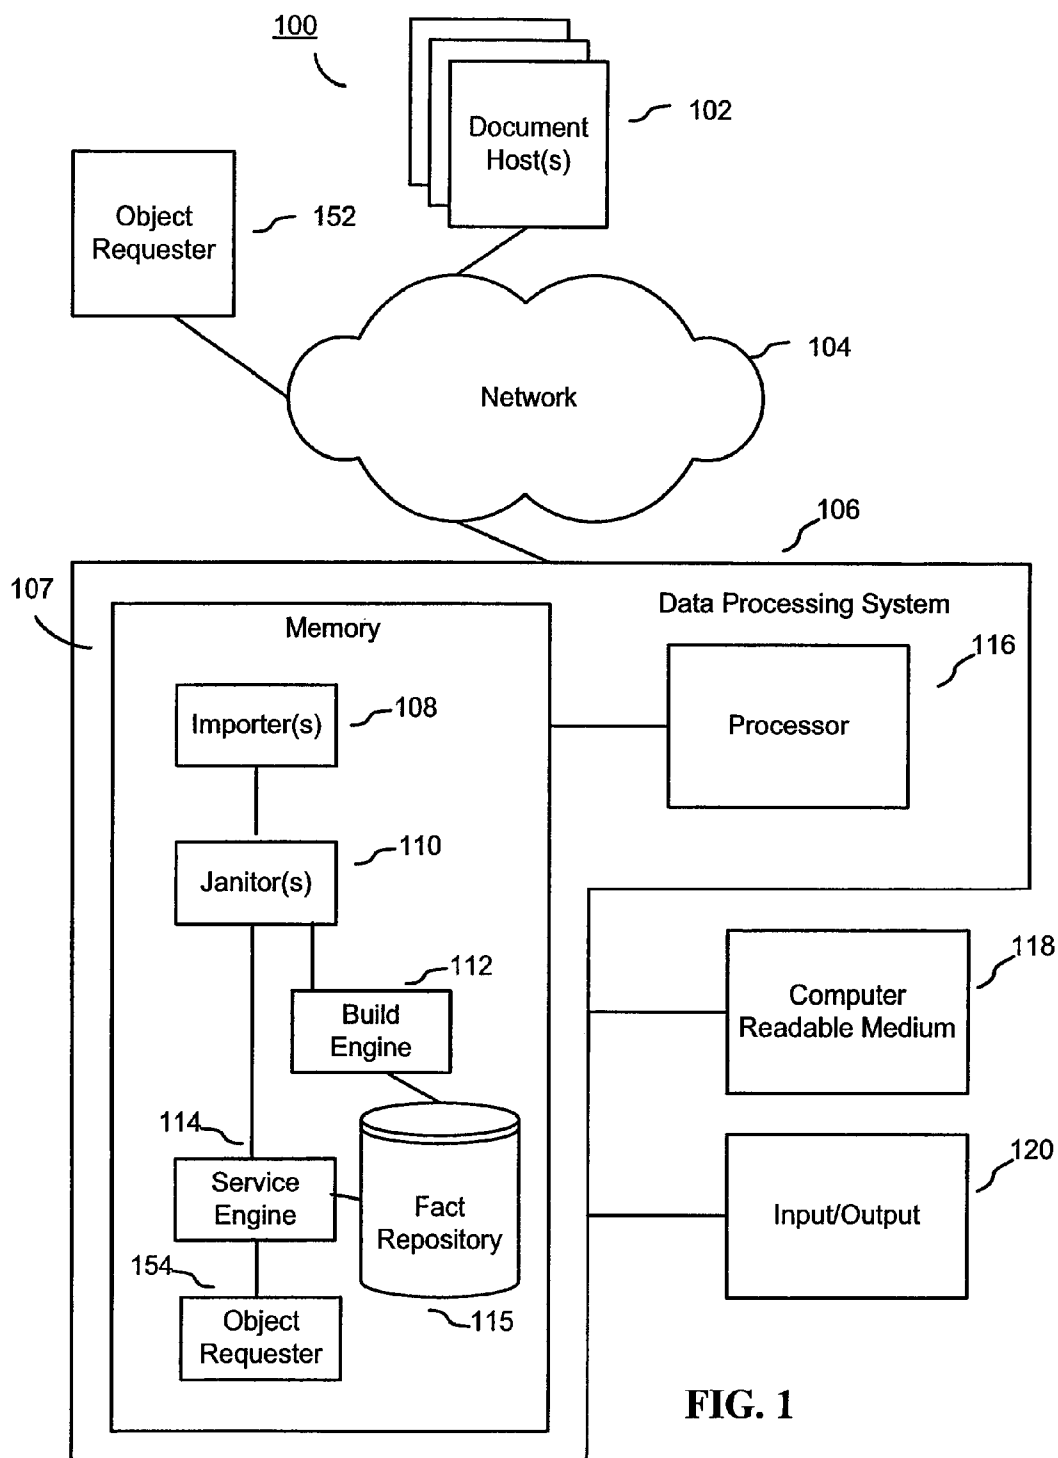 100
Document
Host(s)
102
Object
Requester
152
Network
104
106
107
Data Processing System
Memory
116
Importer(s)
108
Processor
Janitor(s)
110
112
Build
Engine
118
Computer
Readable Medium
114
Service
Engine
Fact
Repository
120
Input/Output
154
Object
Requester
115
FIG. 1